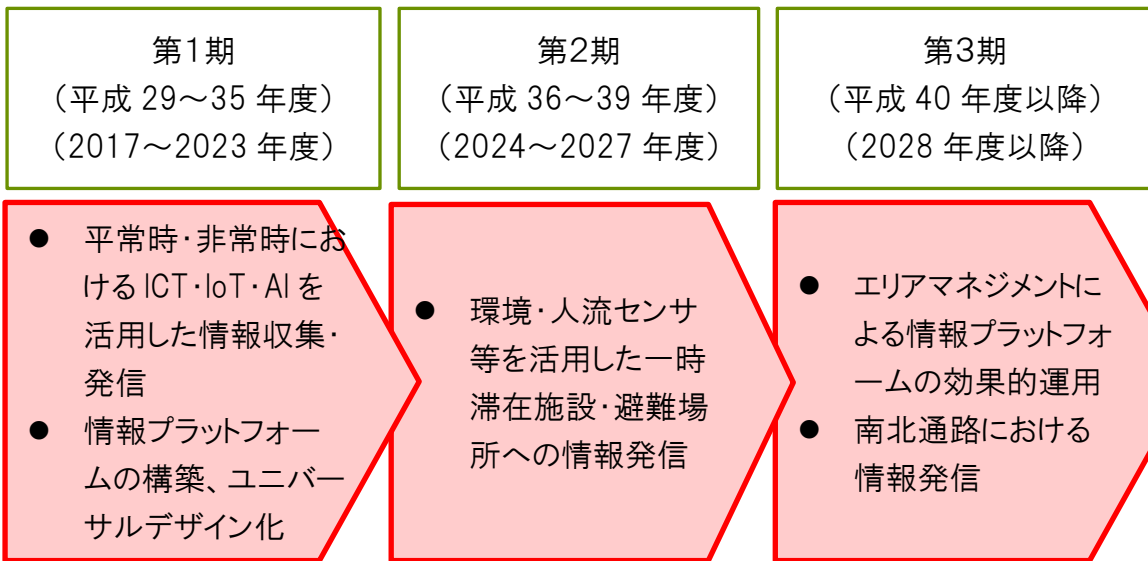 第1期
（平成 29～35 年度）
（2017～2023 年度）
第2期
（平成 36～39 年度）
（2024～2027 年度）
第3期
（平成 40 年度以降）
（2028 年度以降）
● 平常時・非常時にお
けるICT・IoT・AI を
活用した情報収集・
発信
● 情報プラットフォー
ムの構築、ユニバー
サルデザイン化
● 環境・人流センサ
等を活用した一時
滞在施設・避難場
所への情報発信
● エリアマネジメントに
よる情報プラットフォ
ームの効果的運用
● 南北通路における
情報発信